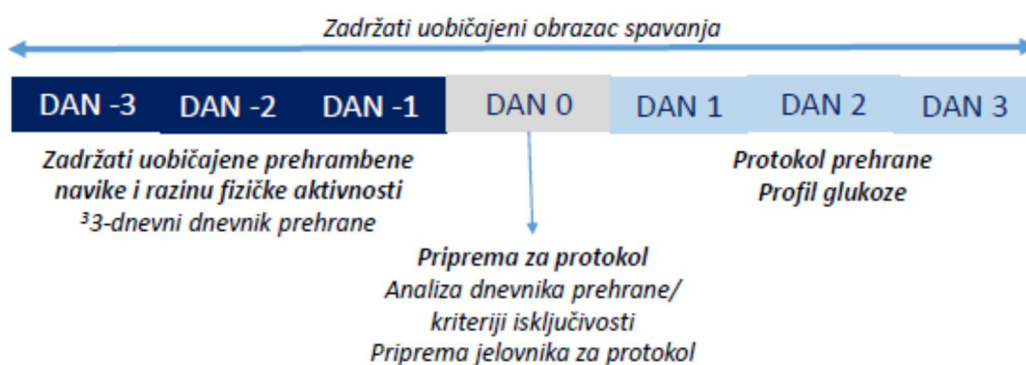 Zadržati uobičajeni obrazac spavanja
DAN -3 DAN -2 DAN -1 DAN 0 DAN 1 DAN 2 DAN 3
Zadržati uobičajene prehrambene
navike i razinu fizičke aktivnosti
³3-dnevni dnevnik prehrane
Protokol prehrane
Profil glukoze
Priprema za protokol
Analiza dnevnika prehrane/
kriteriji isključivosti
Priprema jelovnika za protokol